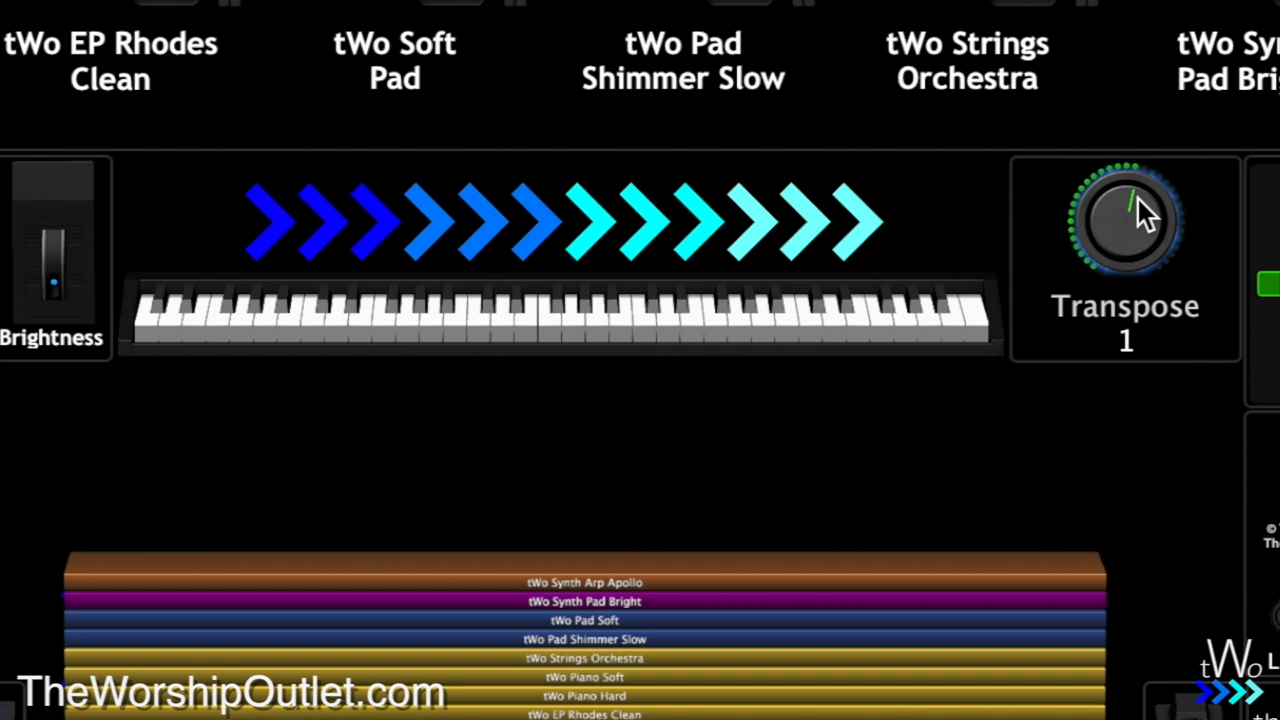 tWo EP Rhodes
Clean
tWo Soft
Pad
tWo Pad
Shimmer Slow
tWo Strings
Orchestra
tWo
Brightness
Transpose
1
tWo Synth Arp Apollo
tWo Synth Pad Bright
tWo Pad Soft
tWo Pad Shimmer Slow
tWo Strings Orchestra
tWo Piano Soft
tWo Piano Hard
tWo EP Rhodes Clean
TheWorshipOutlet.com
tWo